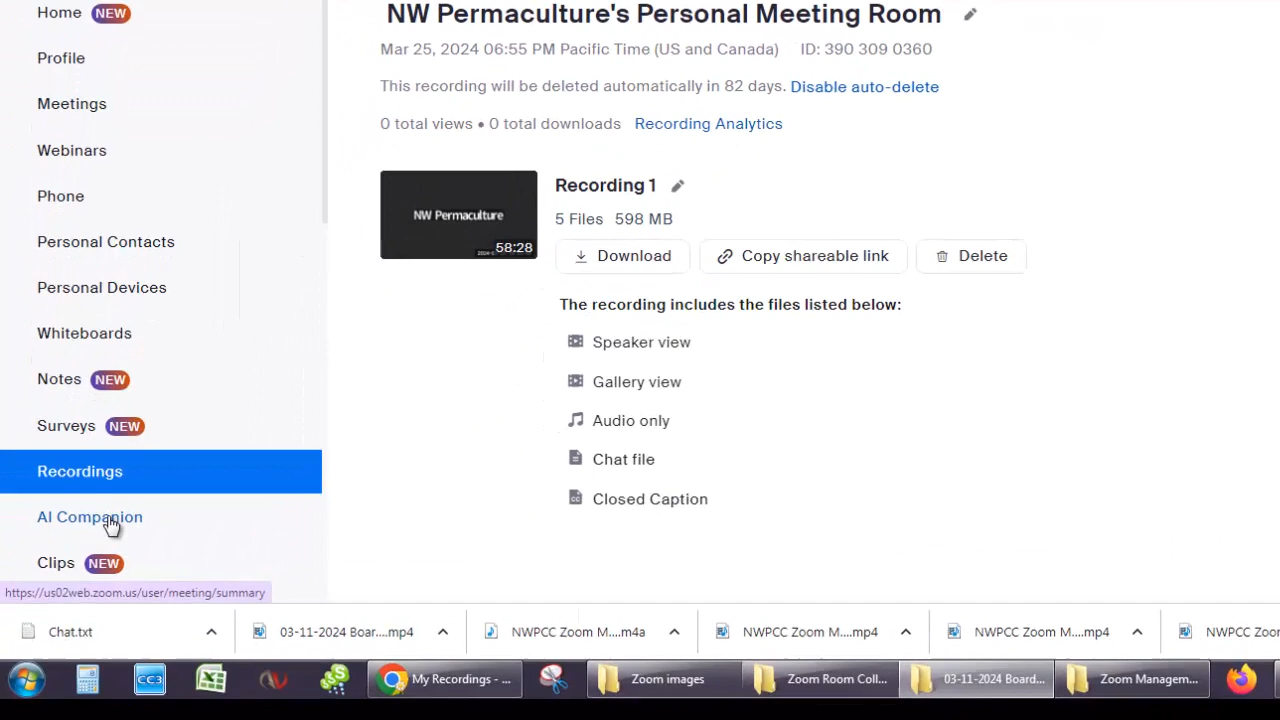 Home NEW
Profile
Meetings
Webinars
Phone
Personal Contacts
Personal Devices
Whiteboards
Notes NEW
Surveys NEW
Recordings
AI Companion
Clips NEW
https://us02web.zoom.us/user/meeting/summary
NW Permaculture's Personal Meeting Room
Mar 25, 2024 06:55 PM Pacific Time (US and Canada) ID: 390 309 0360
This recording will be deleted automatically in 82 days. Disable auto-delete
0 total views • 0 total downloads Recording Analytics
NW Permaculture
58:28
Recording 1
5 Files 598 MB
Download Copy shareable link Delete
The recording includes the files listed below:
Speaker view
Gallery view
Audio only
Chat file
CC Closed Caption
Chat.txt 03-11-2024 Boar....mp4 NWPCC Zoom M....m4a NWPCC Zoom M....mp4 NWPCC Zoom M....mp4 NWPCC Zoo
CC3 My Recordings - ... Zoom images Zoom Room Coll... 03-11-2024 Board... Zoom Managem...